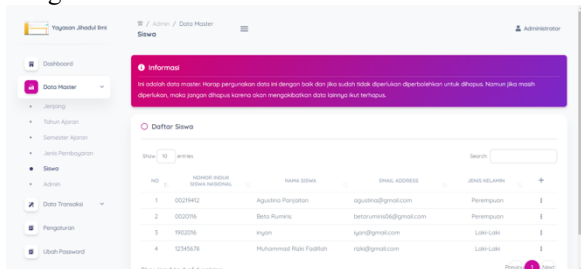 Yayasan Jihadul Ilmi
/ Admin / Data Master
Siswa
Administrator
Dashboard
Data Master
Jenjang
Tahun Ajaran
Semester Ajaran
Jenis Pembayaran
Siswa
Admin
Data Transaksi
Pengaturan
Ubah Password
Informasi
Ini adalah data master. Harap pergunakan data ini dengan baik dan jika sudah tidak diperlukan diperbolehkan untuk dihapus. Namun jika masih
diperlukan, maka jangan dihapus karena akan mengakibatkan data lainnya ikut terhapus.
Daftar Siswa
Show 10 entries
Search
NO NOMOR INDUK SISWA NASIONAL NAMA SISWA EMAIL ADDRESS JENIS KELAMIN +
1 00219412 Agustina Panjaitan agustina@gmail.com Perempuan
2 0020116 Beta Rumiris betarumiris06@gmail.com Perempuan
3 1902016 iryan iyan@gmail.com Laki-Laki
4 12345678 Muhammad Riski Fadillah riski@gmail.com Laki-Laki
1